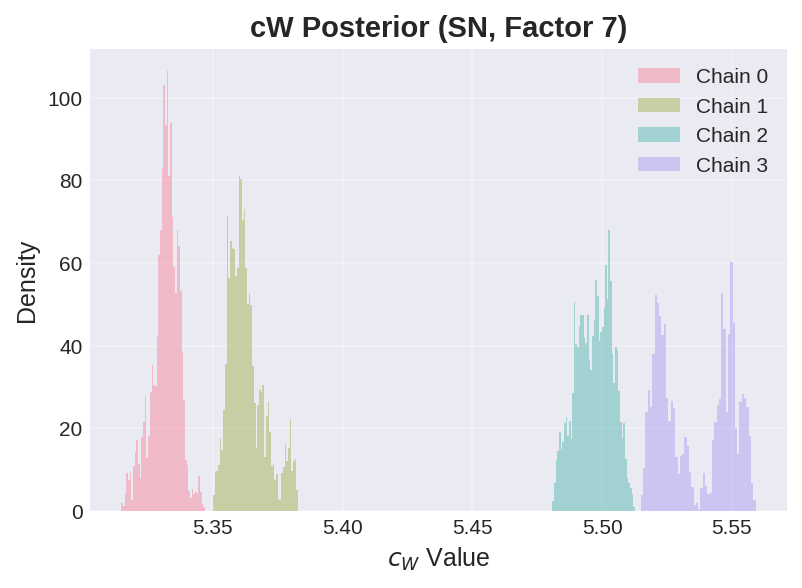 cW Posterior (SN, Factor 7)
Chain 0
Chain 1
Chain 2
Chain 3
Density
100
80
60
40
20
0
5.35 5.40 5.45 5.50 5.55
c_W Value